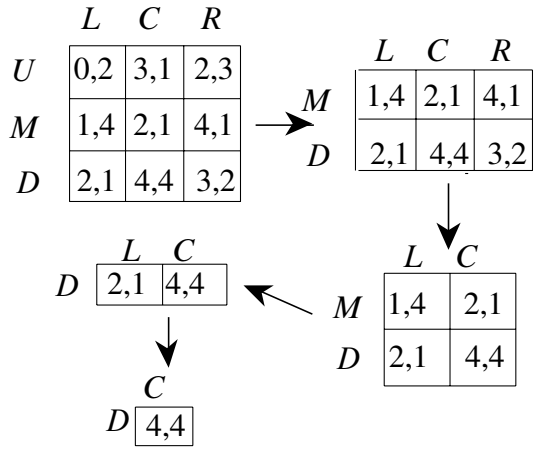 L C R
U 0,2 3,1 2,3
M 1,4 2,1 4,1
D 2,1 4,4 3,2
L C R
M 1,4 2,1 4,1
D 2,1 4,4 3,2
L C
M 1,4 2,1
D 2,1 4,4
L C
D 2,1 4,4
C
D 4,4